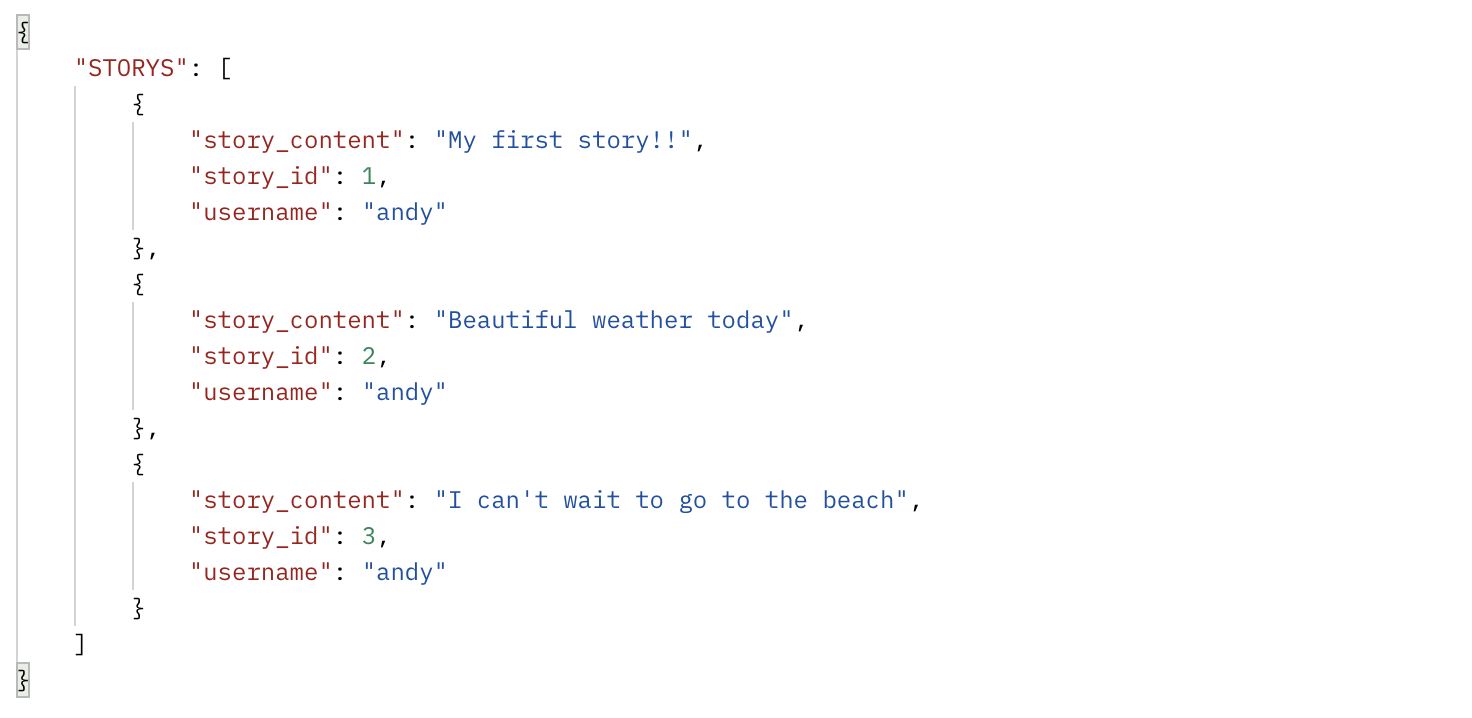 {
    "STORYS": [
        {
            "story_content": "My first story!!",
            "story_id": 1,
            "username": "andy"
        },
        {
            "story_content": "Beautiful weather today",
            "story_id": 2,
            "username": "andy"
        },
        {
            "story_content": "I can't wait to go to the beach",
            "story_id": 3,
            "username": "andy"
        }
    ]
}